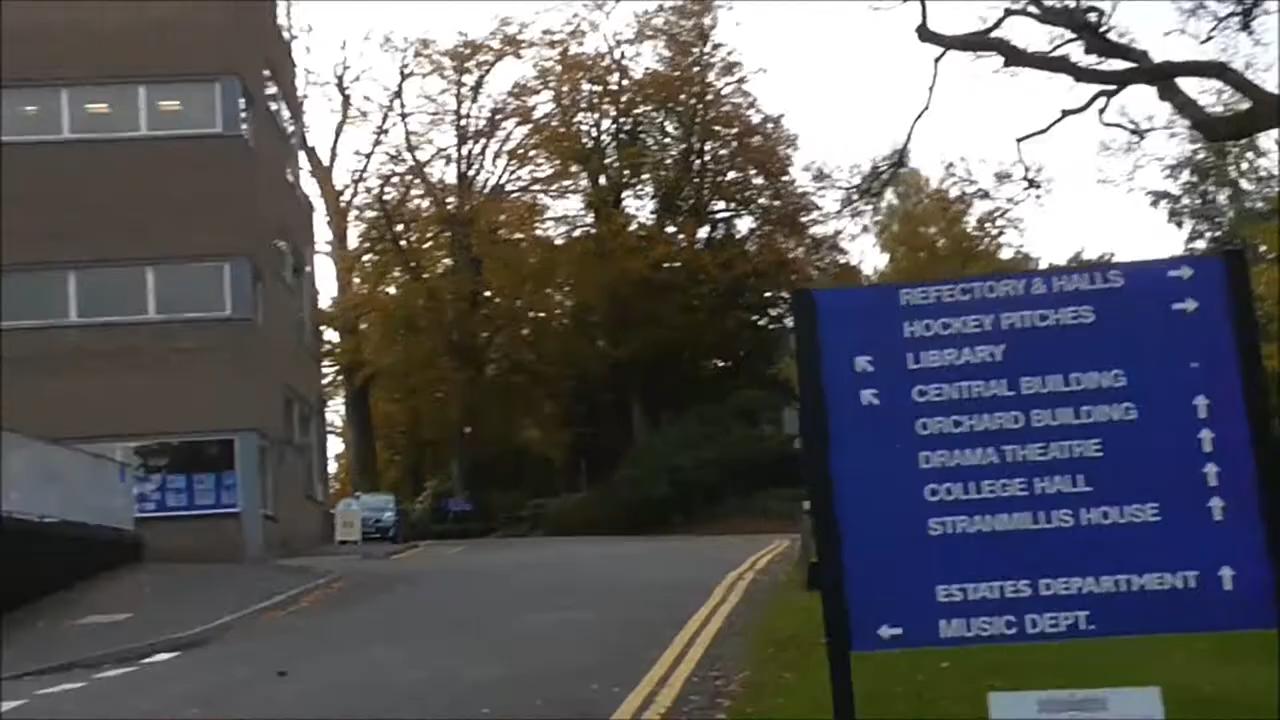 REFECTORY & HALLS →
HOCKEY PITCHES →
↖ LIBRARY
↖ CENTRAL BUILDING
ORCHARD BUILDING ↑
DRAMA THEATRE ↑
COLLEGE HALL ↑
STRANMILLIS HOUSE ↑
ESTATES DEPARTMENT ↑
← MUSIC DEPT.